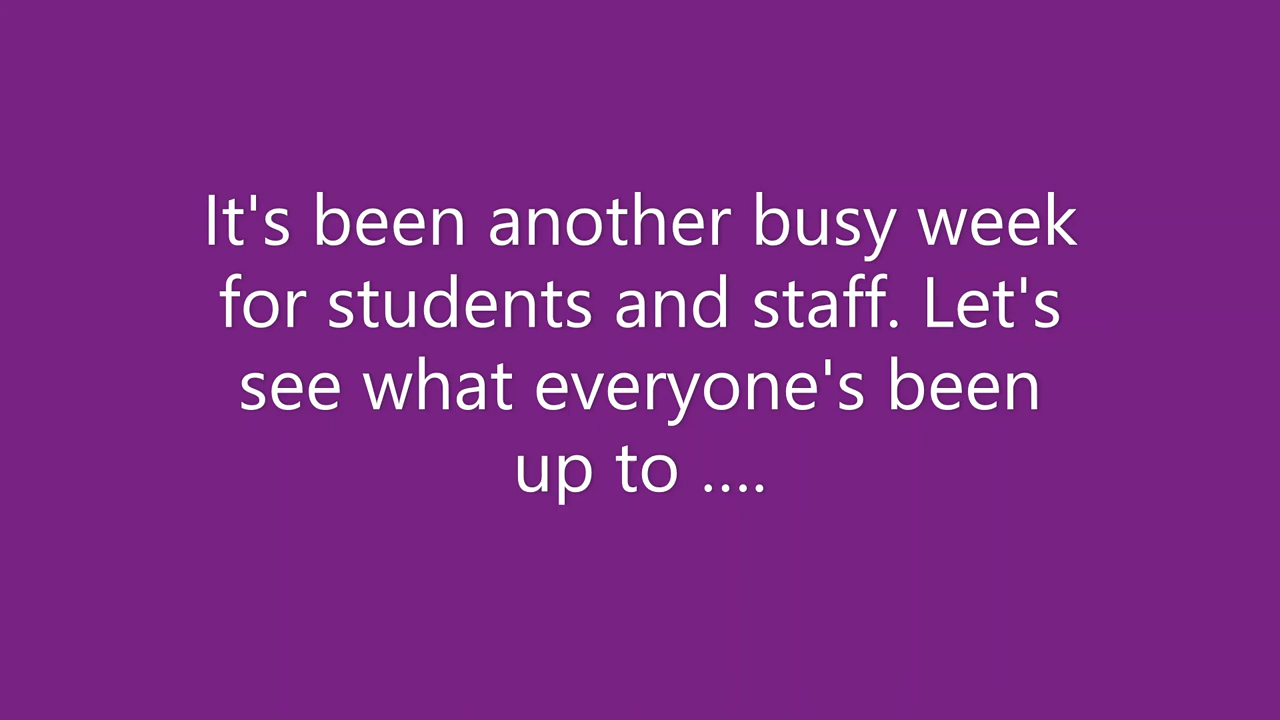 It's been another busy week
for students and staff. Let's
see what everyone's been
up to ....